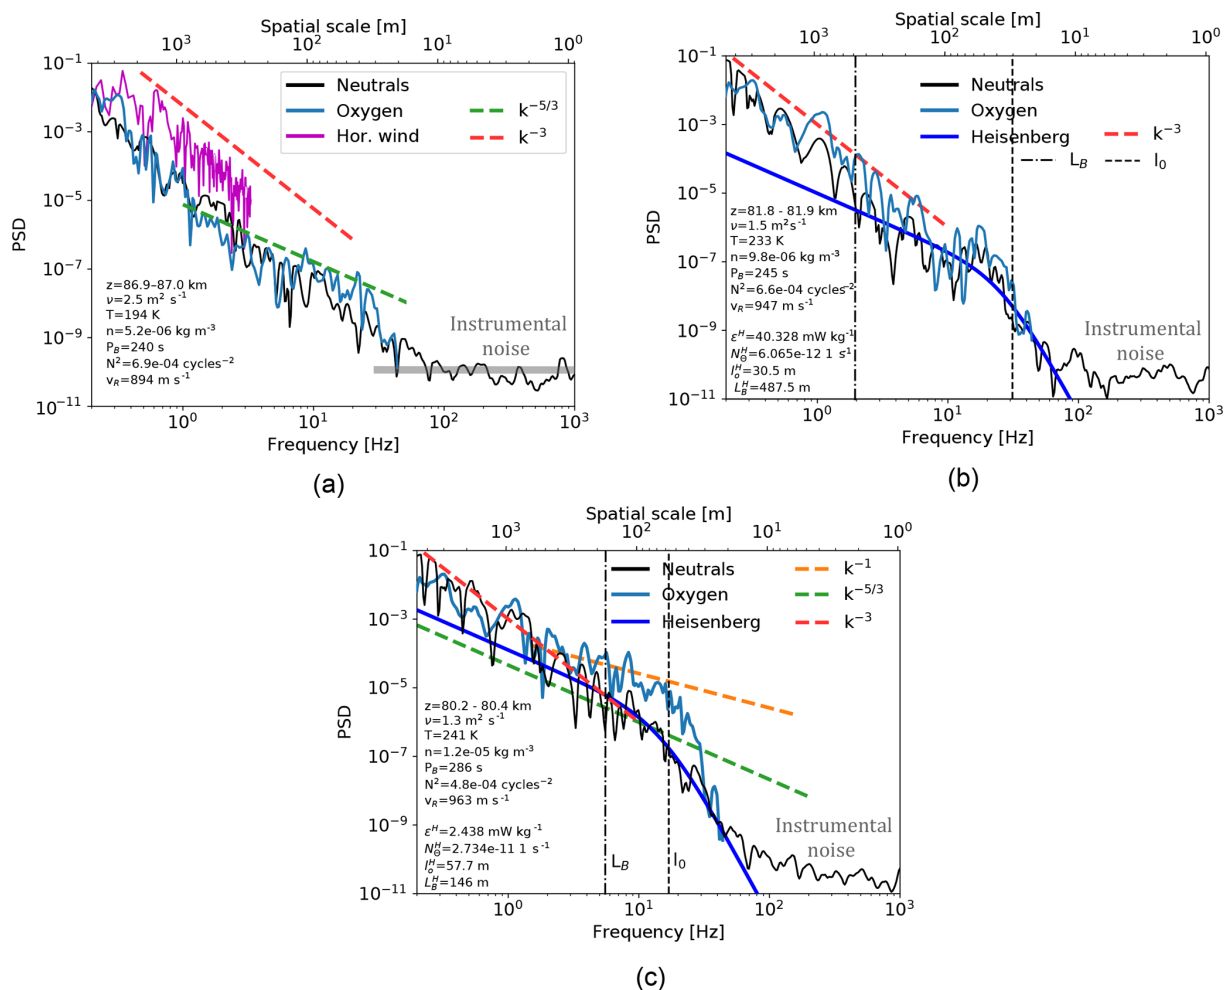 (a)
Spatial scale [m]
10³ 10² 10¹ 10⁰
10⁻¹
10⁻³
10⁻⁵
10⁻⁷
10⁻⁹
10⁻¹¹
PSD
Neutrals
Oxygen
Hor. wind
k⁻⁵/³
k⁻³
z=86.9–87.0 km
ν=2.5 m² s⁻¹
T=194 K
n=5.2e-06 kg m⁻³
P_B=240 s
N²=6.9e-04 cycles⁻²
v_R=894 m s⁻¹
Instrumental
noise
10⁰ 10¹ 10² 10³
Frequency [Hz]
(a)
(b)
Spatial scale [m]
10³ 10² 10¹ 10⁰
10⁻¹
10⁻³
10⁻⁵
10⁻⁷
10⁻⁹
10⁻¹¹
PSD
Neutrals
Oxygen
Heisenberg
k⁻³
L_B l₀
z=81.8 - 81.9 km
ν=1.5 m²s⁻¹
T=233 K
n=9.8e-06 kg m⁻³
P_B=245 s
N²=6.6e-04 cycles⁻²
v_R=947 m s⁻¹
ε^H=40.328 mW kg⁻¹
N_Θ^H=6.065e-12 1 s⁻¹
l_o^H=30.5 m
L_B^H=487.5 m
Instrumental
noise
10⁰ 10¹ 10² 10³
Frequency [Hz]
(b)
Spatial scale [m]
10³ 10² 10¹ 10⁰
10⁻¹
10⁻³
10⁻⁵
10⁻⁷
10⁻⁹
10⁻¹¹
PSD
Neutrals
Oxygen
Heisenberg
k⁻¹
k⁻⁵/³
k⁻³
z=80.2 - 80.4 km
ν=1.3 m² s⁻¹
T=241 K
n=1.2e-05 kg m⁻³
P_B=286 s
N²=4.8e-04 cycles⁻²
v_R=963 m s⁻¹
ε^H=2.438 mW kg⁻¹
N_Θ^H=2.734e-11 1 s⁻¹
l_o^H=57.7 m
L_B^H=146 m
L_B l₀
Instrumental
noise
10⁰ 10¹ 10² 10³
Frequency [Hz]
(c)